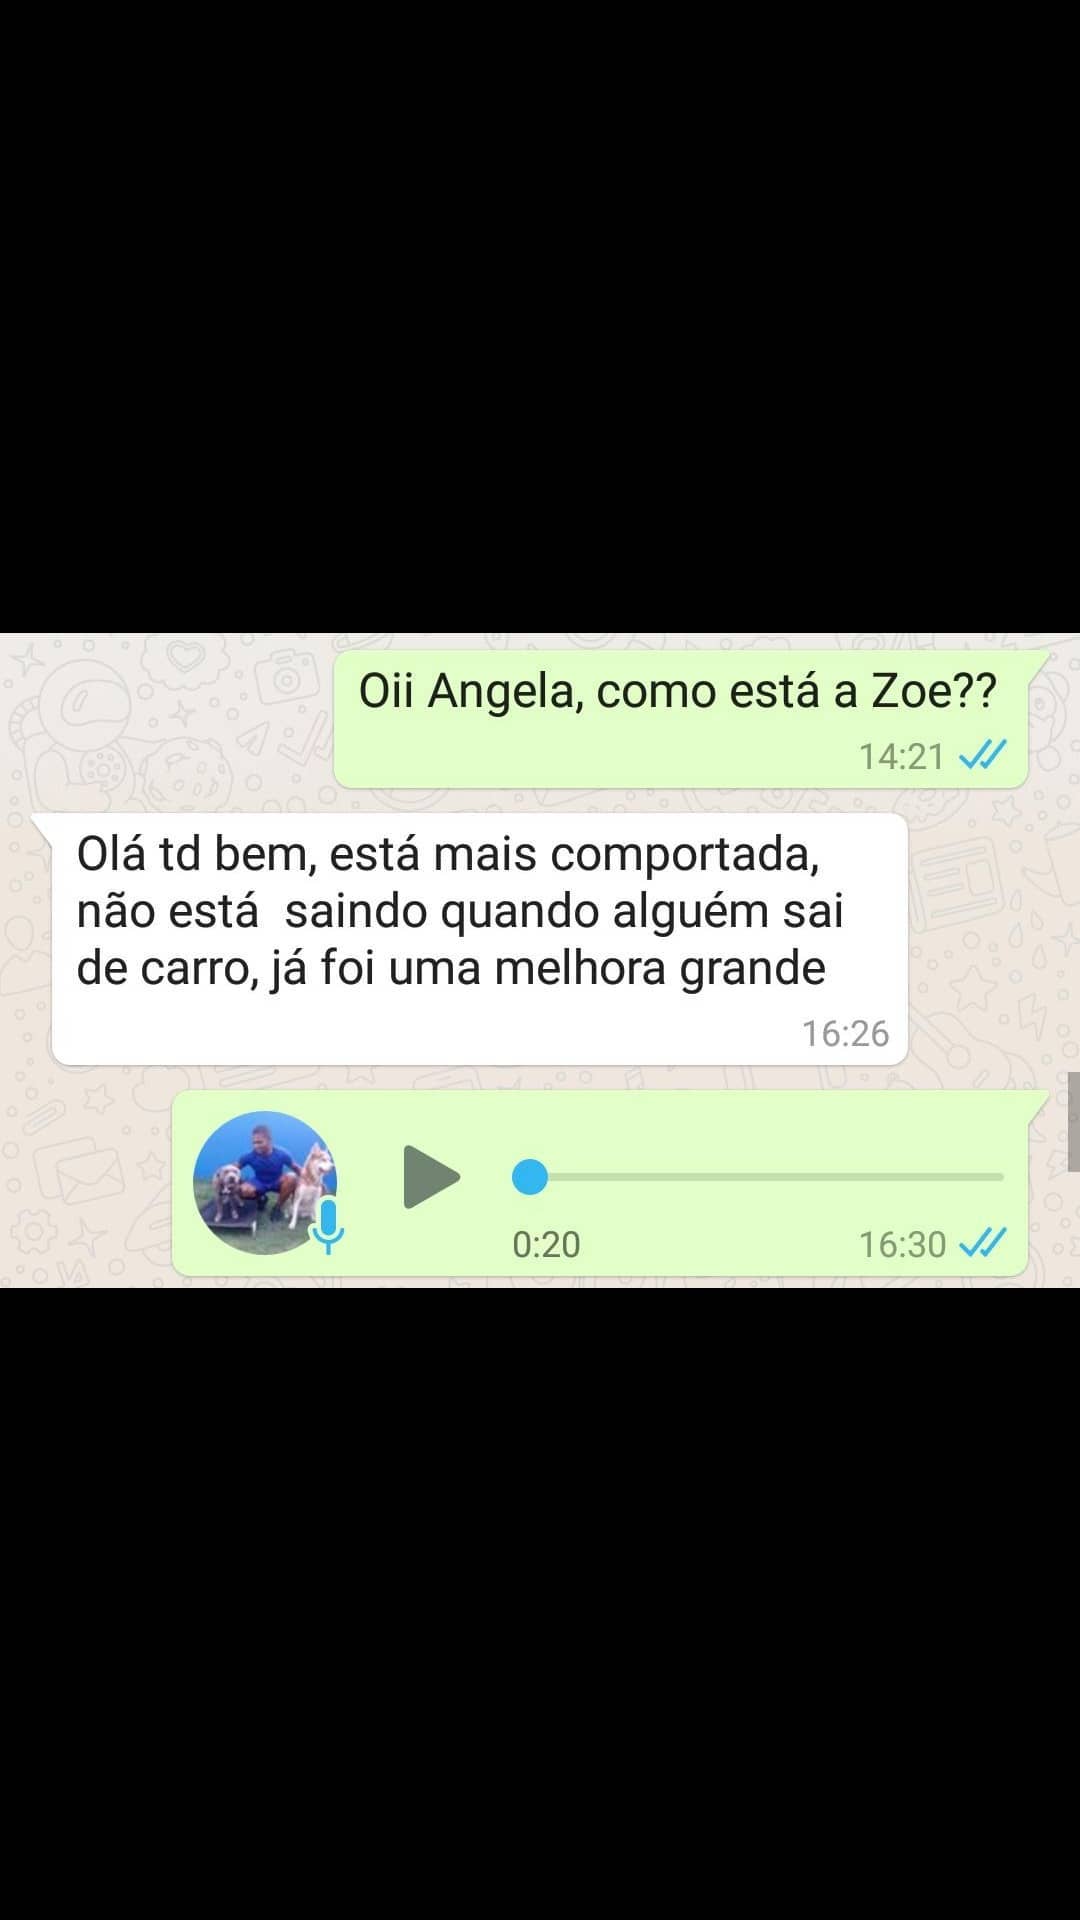 Oii Angela, como está a Zoe??
14:21
Olá td bem, está mais comportada,
não está  saindo quando alguém sai
de carro, já foi uma melhora grande
16:26
0:20
16:30